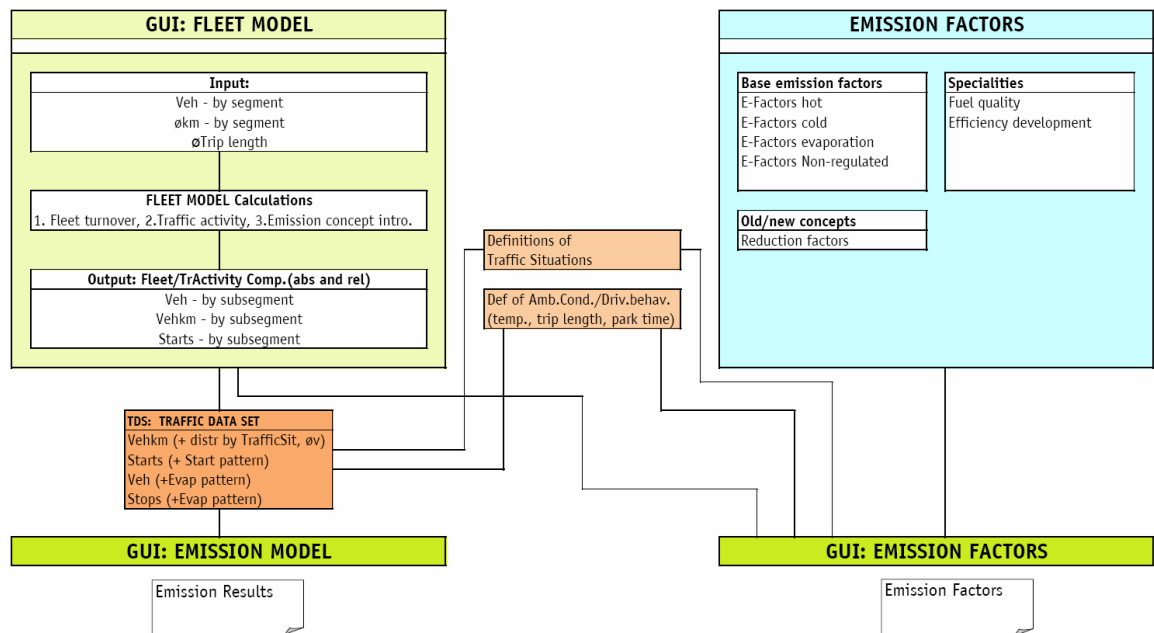 GUI: FLEET MODEL
Input:
Veh - by segment
økm - by segment
øTrip length
FLEET MODEL Calculations
1. Fleet turnover, 2.Traffic activity, 3.Emission concept intro.
Output: Fleet/TrActivity Comp.(abs and rel)
Veh - by subsegment
Vehkm - by subsegment
Starts - by subsegment
EMISSION FACTORS
Base emission factors
E-Factors hot
E-Factors cold
E-Factors evaporation
E-Factors Non-regulated
Specialities
Fuel quality
Efficiency development
Old/new concepts
Reduction factors
Definitions of
Traffic Situations
Def of Amb.Cond./Driv.behav.
(temp., trip length, park time)
TDS: TRAFFIC DATA SET
Vehkm (+ distr by TrafficSit, øv)
Starts (+ Start pattern)
Veh (+Evap pattern)
Stops (+Evap pattern)
GUI: EMISSION MODEL
GUI: EMISSION FACTORS
Emission Results
Emission Factors